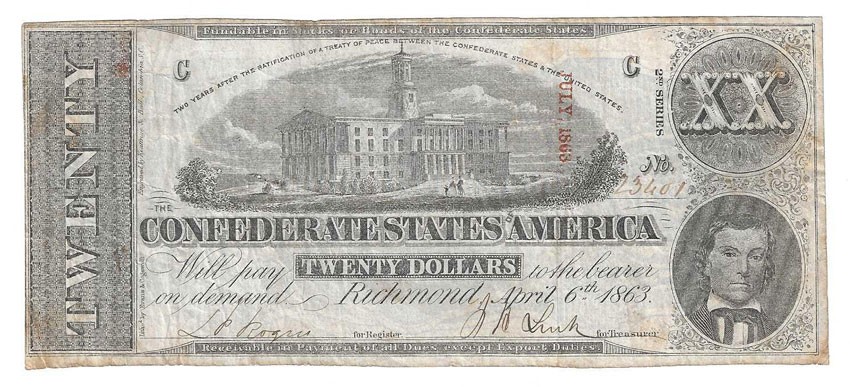 Fundable in Stocks or Bonds of the Confederate States
TWENTY
C
TWO YEARS AFTER THE RATIFICATION OF A TREATY OF PEACE BETWEEN THE CONFEDERATE STATES & THE UNITED STATES.
C
JULY, 1863
2ND SERIES
XX
No. 23401
THE
CONFEDERATE STATES OF AMERICA
Will pay TWENTY DOLLARS to the bearer
on demand Richmond April 6th 1863.
for Register. for Treasurer
Receivable in Payment of all Dues except Export Duties.